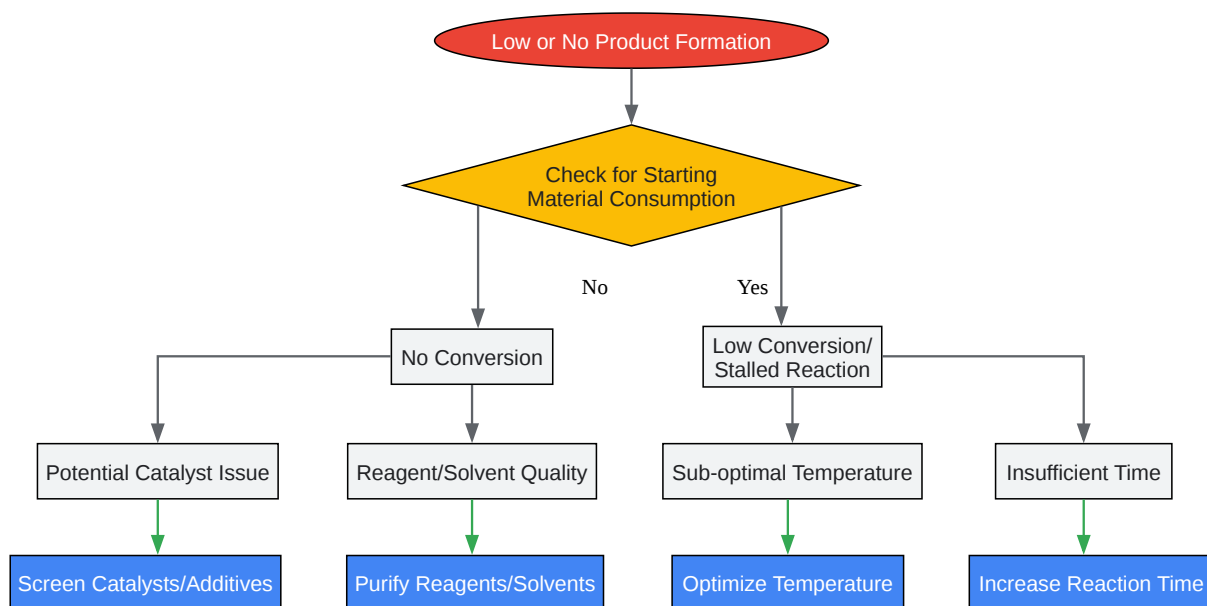 Low or No Product Formation
Check for Starting
Material Consumption
No
Yes
No Conversion
Low Conversion/
Stalled Reaction
Potential Catalyst Issue
Reagent/Solvent Quality
Sub-optimal Temperature
Insufficient Time
Screen Catalysts/Additives
Purify Reagents/Solvents
Optimize Temperature
Increase Reaction Time